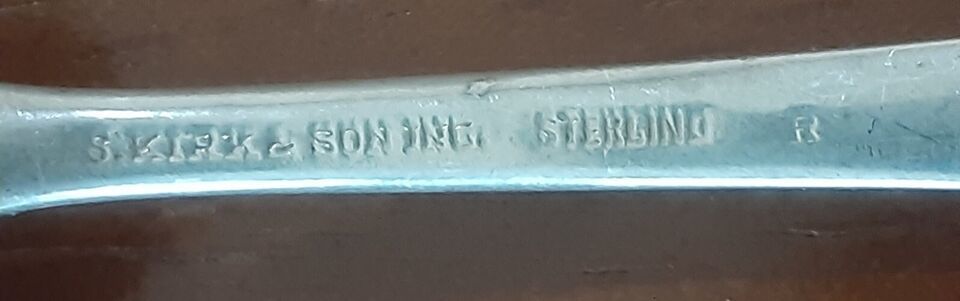 S. KIRK & SON INC. STERLING R